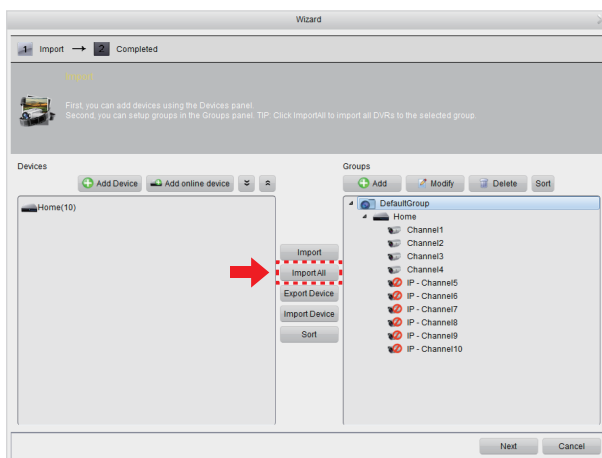 Wizard
1 Import → 2 Completed
Import
First, you can add devices using the Devices panel.
Second, you can setup groups in the Groups panel. TIP: Click ImportAll to import all DVRs to the selected group.
Devices
Add Device
Add online device
Home(10)
Import
ImportAll
Export Device
Import Device
Sort
Groups
Add
Modify
Delete
Sort
DefaultGroup
Home
Channel1
Channel2
Channel3
Channel4
IP - Channel5
IP - Channel6
IP - Channel7
IP - Channel8
IP - Channel9
IP - Channel10
Next
Cancel